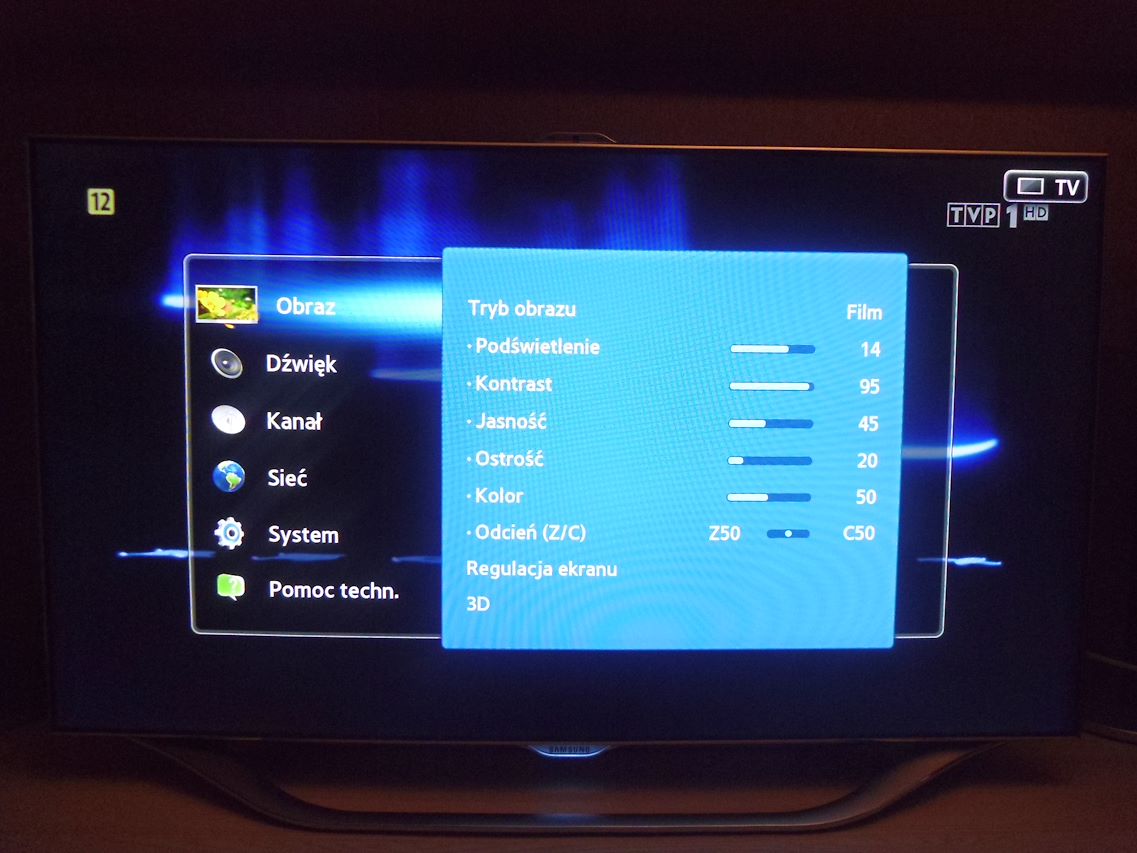 12
TV
TVP 1 HD
Obraz
Dźwięk
Kanał
Sieć
System
Pomoc techn.
Tryb obrazu Film
· Podświetlenie 14
· Kontrast 95
· Jasność 45
· Ostrość 20
· Kolor 50
· Odcień (Z/C) Z50 C50
Regulacja ekranu
3D
SAMSUNG